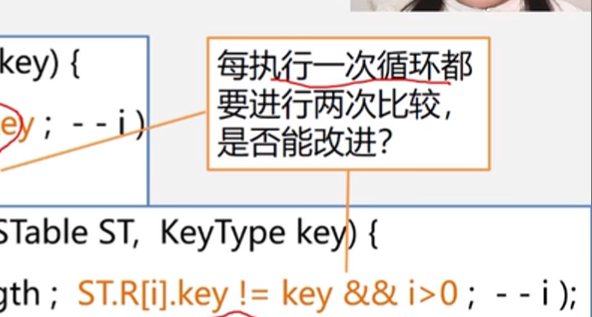 key) {
每执行一次循环都
要进行两次比较，
是否能改进？
ey ; - - i )
STable ST, KeyType key) {
gth ; ST.R[i].key != key && i>0 ; - - i );